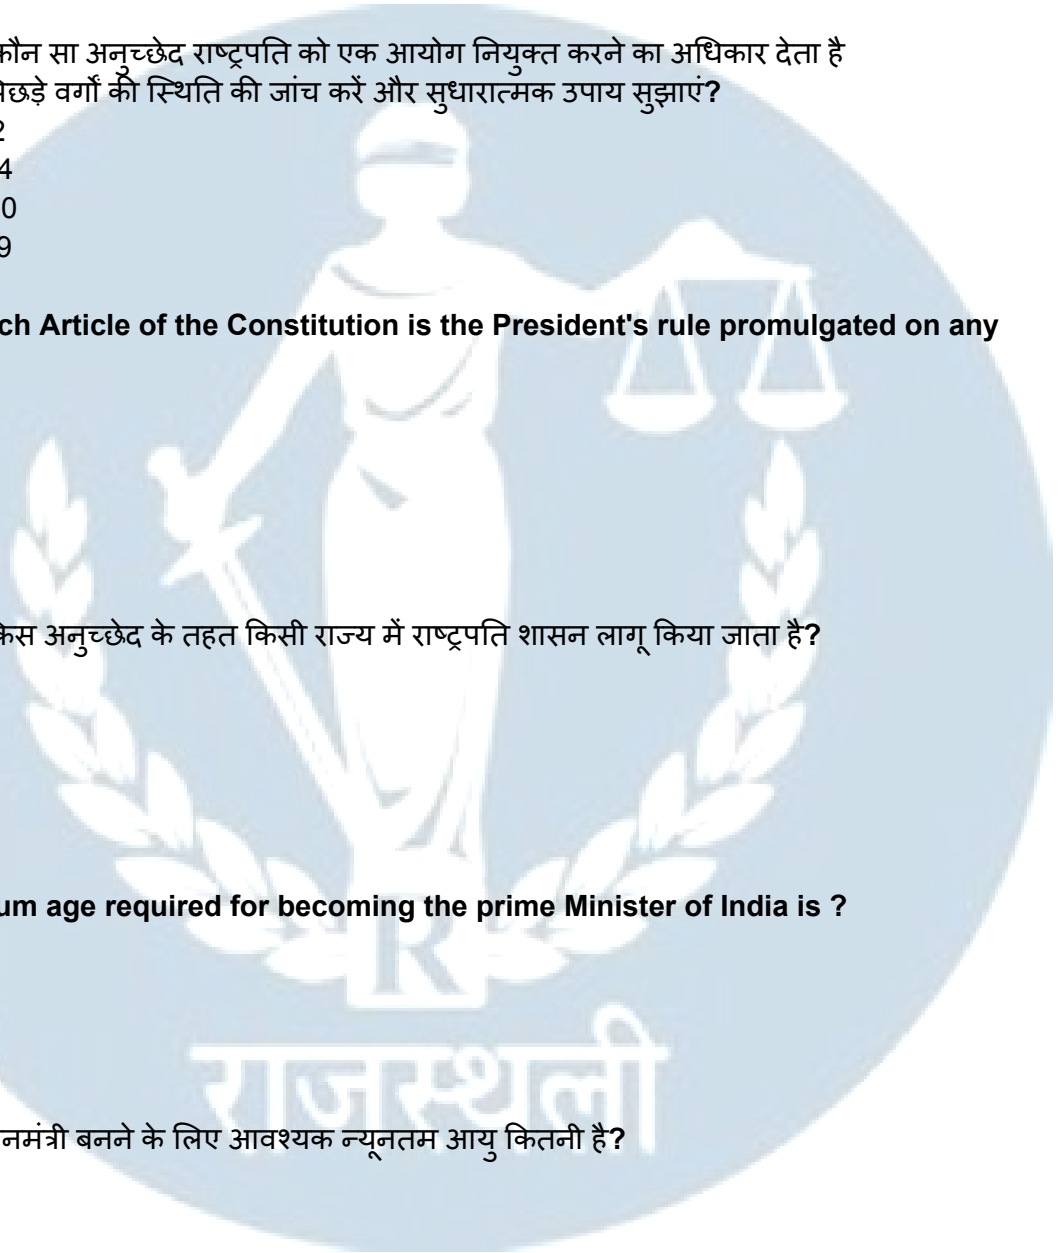 कौन सा अनुच्छेद राष्ट्रपति को एक आयोग नियुक्त करने का अधिकार देता है
पिछड़े वर्गों की स्थिति की जांच करें और सुधारात्मक उपाय सुझाएं?
2
4
0
9
ch Article of the Constitution is the President's rule promulgated on any
किस अनुच्छेद के तहत किसी राज्य में राष्ट्रपति शासन लागू किया जाता है?
um age required for becoming the prime Minister of India is ?
R
राजस्थली
नमंत्री बनने के लिए आवश्यक न्यूनतम आयु कितनी है?